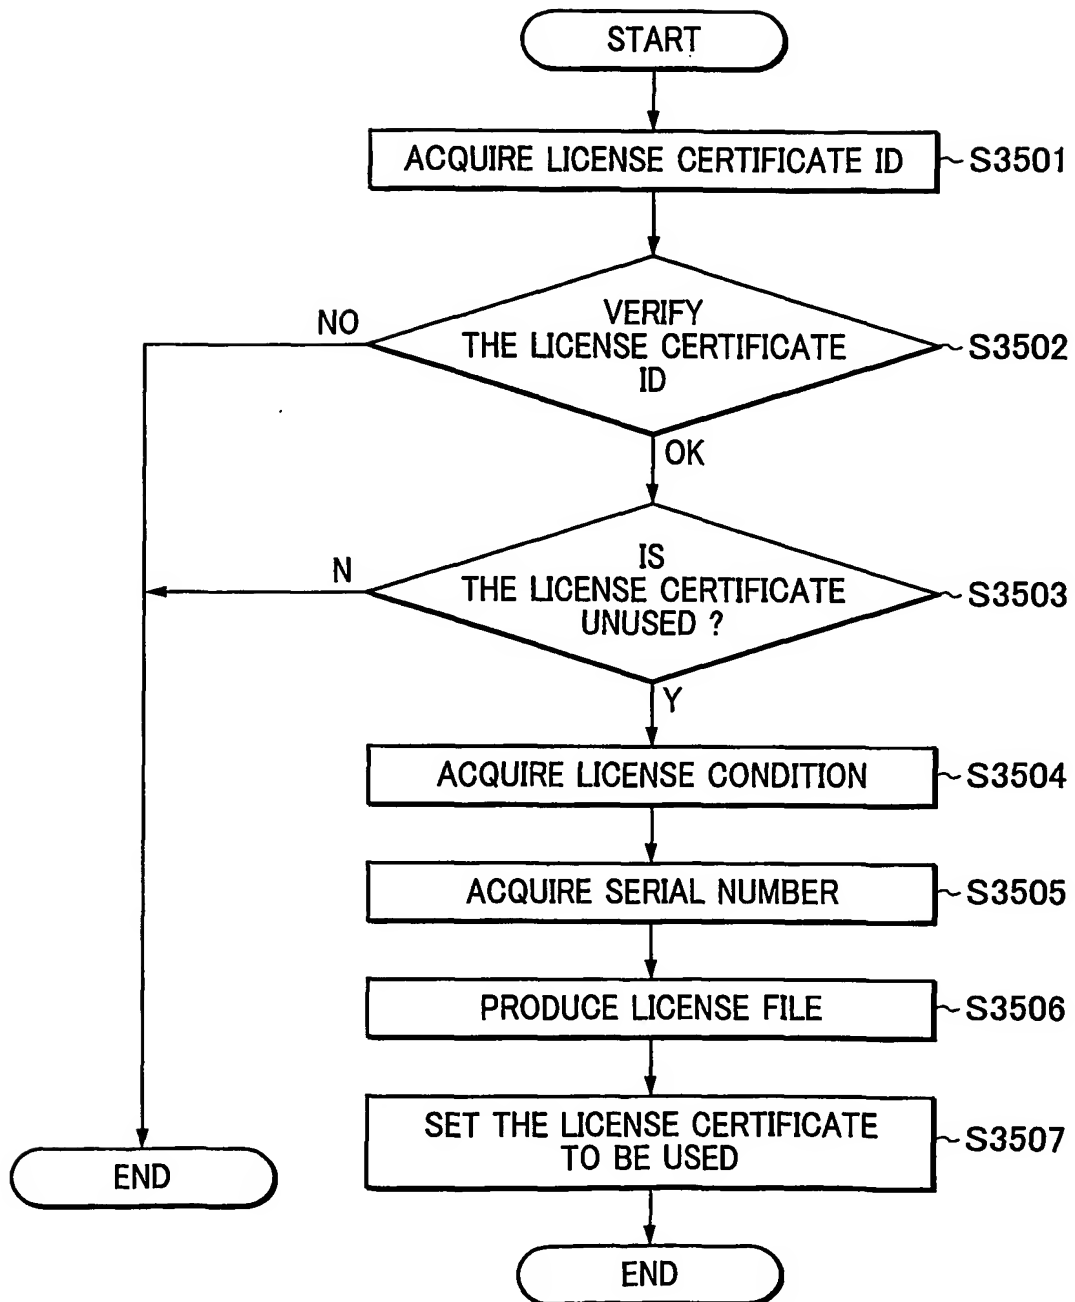 START
ACQUIRE LICENSE CERTIFICATE ID
S3501
NO
VERIFY
THE LICENSE CERTIFICATE
ID
S3502
OK
N
IS
THE LICENSE CERTIFICATE
UNUSED ?
S3503
Y
ACQUIRE LICENSE CONDITION
S3504
ACQUIRE SERIAL NUMBER
S3505
PRODUCE LICENSE FILE
S3506
SET THE LICENSE CERTIFICATE
TO BE USED
S3507
END
END